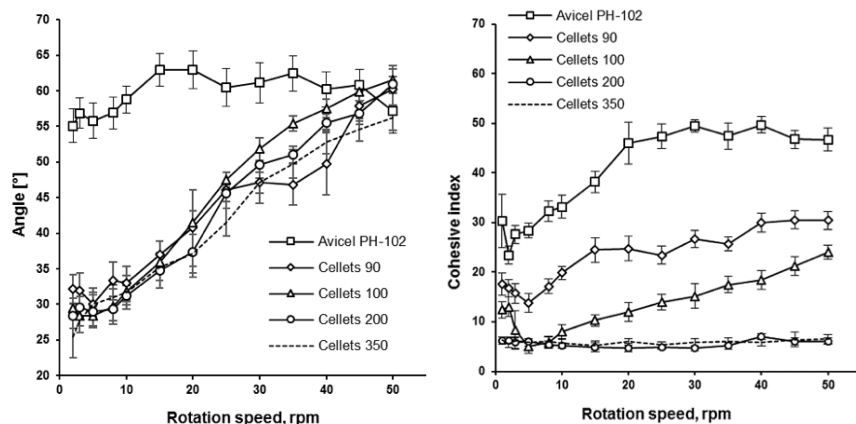 70
65
60
55
50
45
40
35
30
25
20
Angle [°]
0
10
20
30
40
50
Rotation speed, rpm
Avicel PH-102
Cellets 90
Cellets 100
Cellets 200
Cellets 350
Avicel PH-102
Cellets 90
Cellets 100
Cellets 200
Cellets 350
70
60
50
40
30
20
10
0
Cohesive index
0
10
20
30
40
50
Rotation speed, rpm